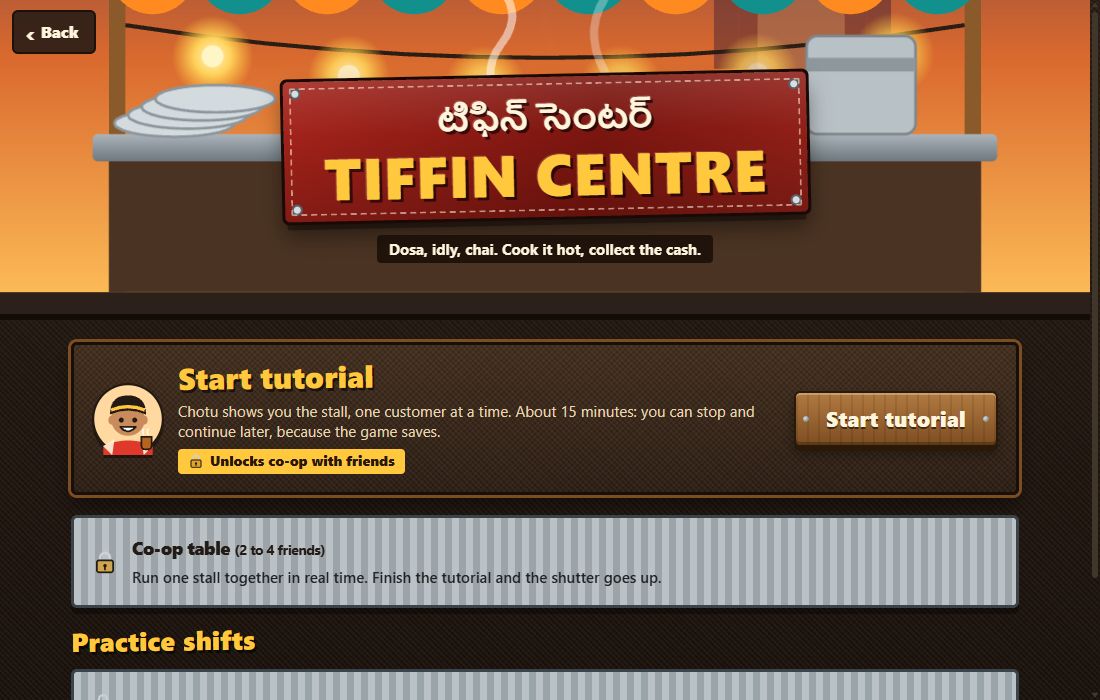 ‹ Back
టిఫిన్ సెంటర్
TIFFIN CENTRE
Dosa, idly, chai. Cook it hot, collect the cash.
Start tutorial
Chotu shows you the stall, one customer at a time. About 15 minutes: you can stop and
continue later, because the game saves.
Unlocks co-op with friends
Start tutorial
Co-op table (2 to 4 friends)
Run one stall together in real time. Finish the tutorial and the shutter goes up.
Practice shifts